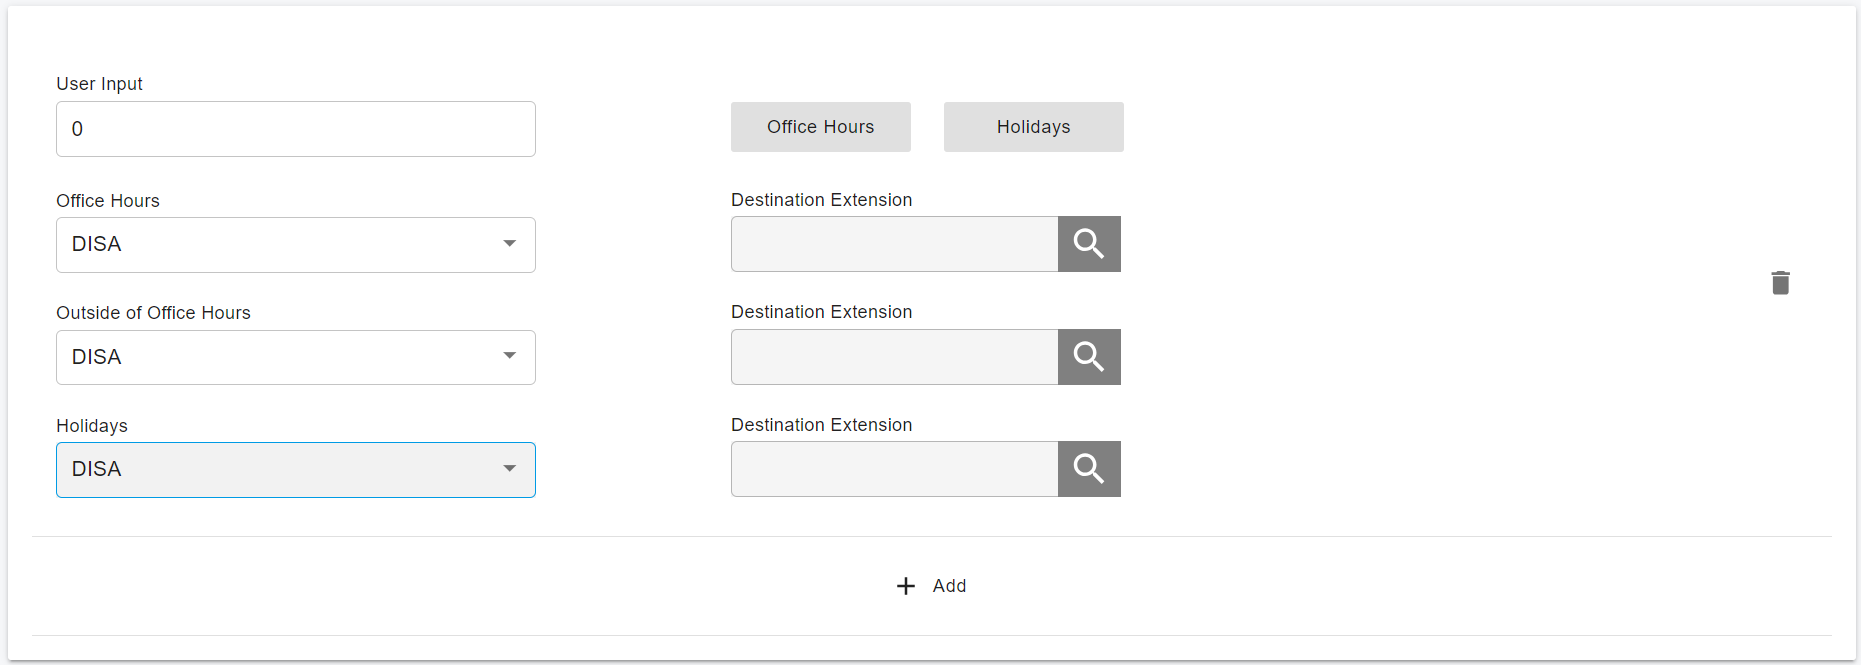 User Input
0
Office Hours
Holidays
Office Hours
DISA
Destination Extension
Outside of Office Hours
DISA
Destination Extension
Holidays
DISA
Destination Extension
Add